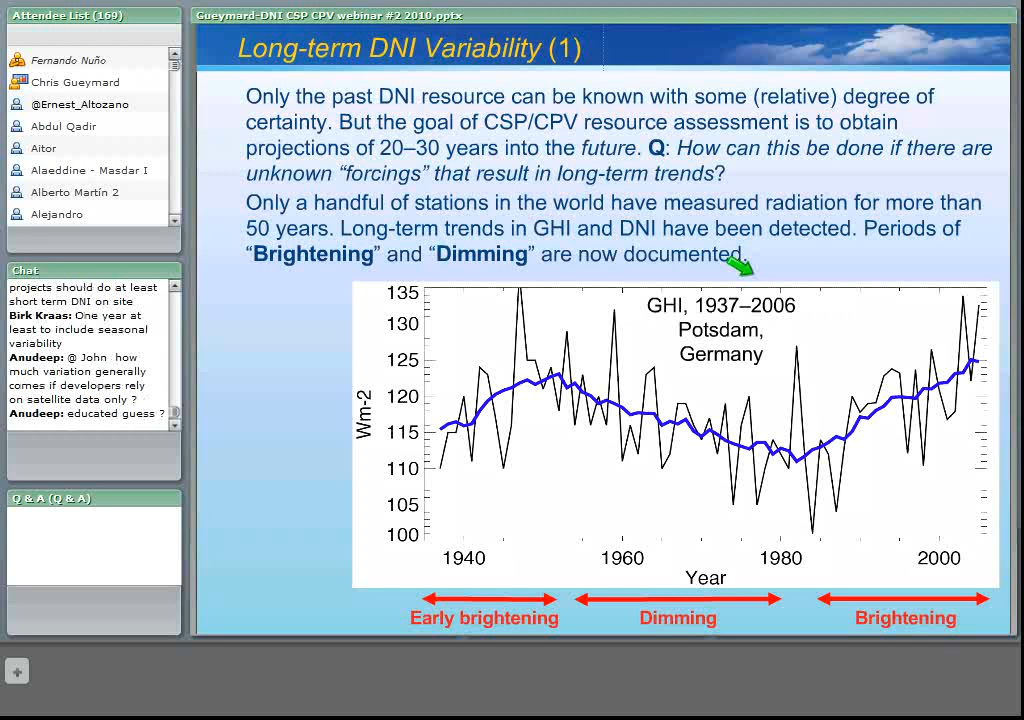 Attendee List (169)
Fernando Nuño
Chris Gueymard
@Ernest_Altozano
Abdul Qadir
Aitor
Alaeddine - Masdar I
Alberto Martín 2
Alejandro
Chat
projects should do at least
short term DNI on site
Birk Kraas: One year at
least to include seasonal
variability
Anudeep: @ John how
much variation generally
comes if developers rely
on satellite data only ?
Anudeep: educated guess ?
Q & A (Q & A)
Gueymard-DNI CSP CPV webinar #2 2010.pptx
Long-term DNI Variability (1)
Only the past DNI resource can be known with some (relative) degree of
certainty. But the goal of CSP/CPV resource assessment is to obtain
projections of 20–30 years into the future. Q: How can this be done if there are
unknown “forcings” that result in long-term trends?
Only a handful of stations in the world have measured radiation for more than
50 years. Long-term trends in GHI and DNI have been detected. Periods of
“Brightening” and “Dimming” are now documented.
GHI, 1937–2006
Potsdam,
Germany
135
130
125
120
115
110
105
100
Wm-2
1940 1960 1980 2000
Year
Early brightening Dimming Brightening